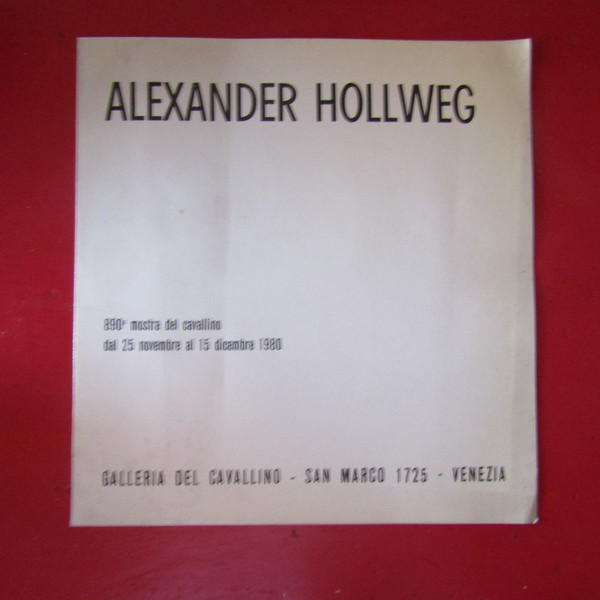 ALEXANDER HOLLWEG
890ª mostra del cavallino
dal 25 novembre al 15 dicembre 1980
GALLERIA DEL CAVALLINO - SAN MARCO 1725 - VENEZIA